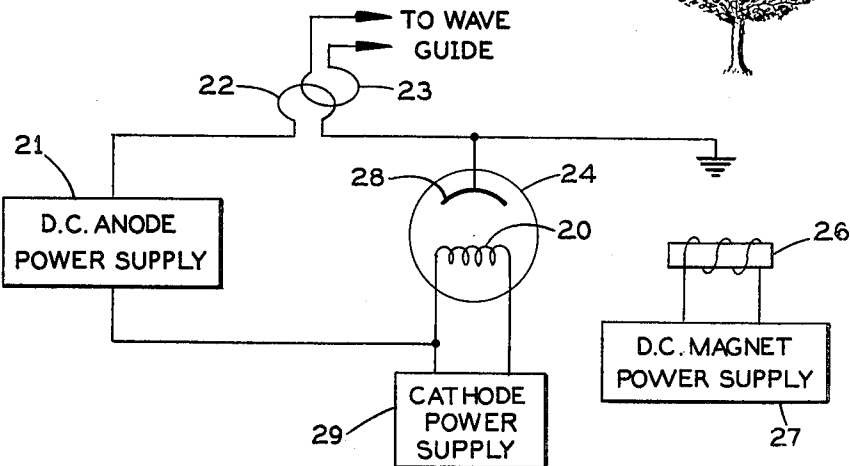 TO WAVE
GUIDE
22
23
21
28
24
D.C. ANODE
POWER SUPPLY
20
26
D.C. MAGNET
POWER SUPPLY
CATHODE
POWER
SUPPLY
29
27